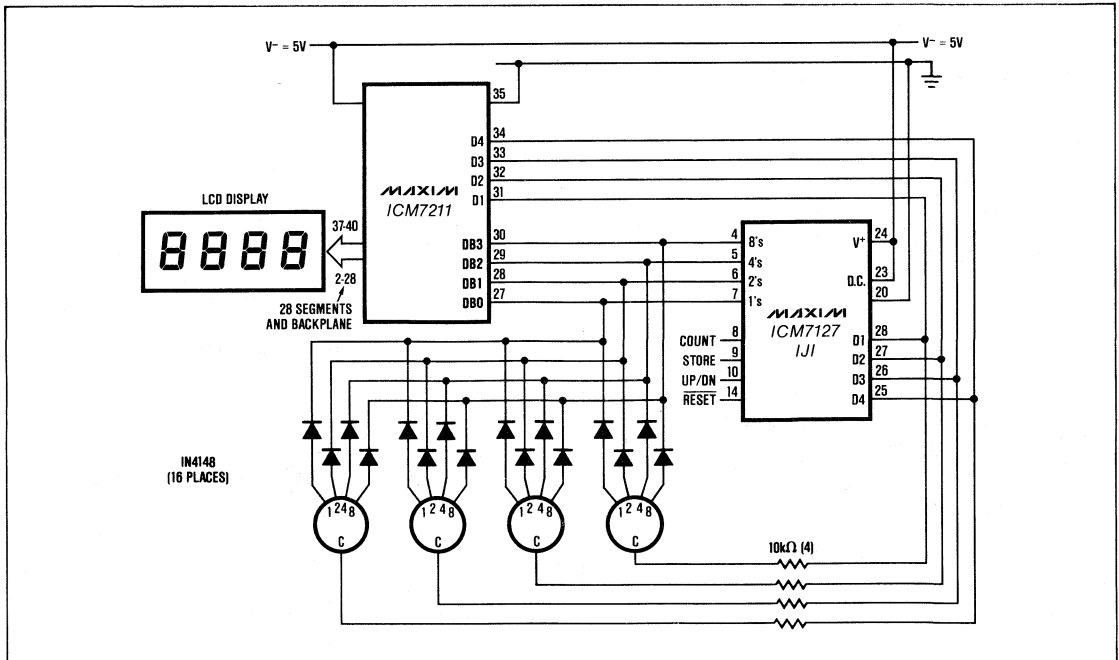 V⁻ = 5V
V⁻ = 5V
35
34
D4
33
D3
32
D2
31
D1
MAXIM
ICM7211
LCD DISPLAY
8888
37-40
2-28
28 SEGMENTS
AND BACKPLANE
30
DB3
29
DB2
28
DB1
27
DB0
4 8's
5 4's
6 2's
7 1's
V⁺ 24
D.C. 23
20
MAXIM
ICM7127
IJI
COUNT 8
STORE 9
UP/DN 10
RESET 14
D1 28
D2 27
D3 26
D4 25
IN4148
(16 PLACES)
1 2 4 8
C
1 2 4 8
C
1 2 4 8
C
1 2 4 8
C
10kΩ (4)